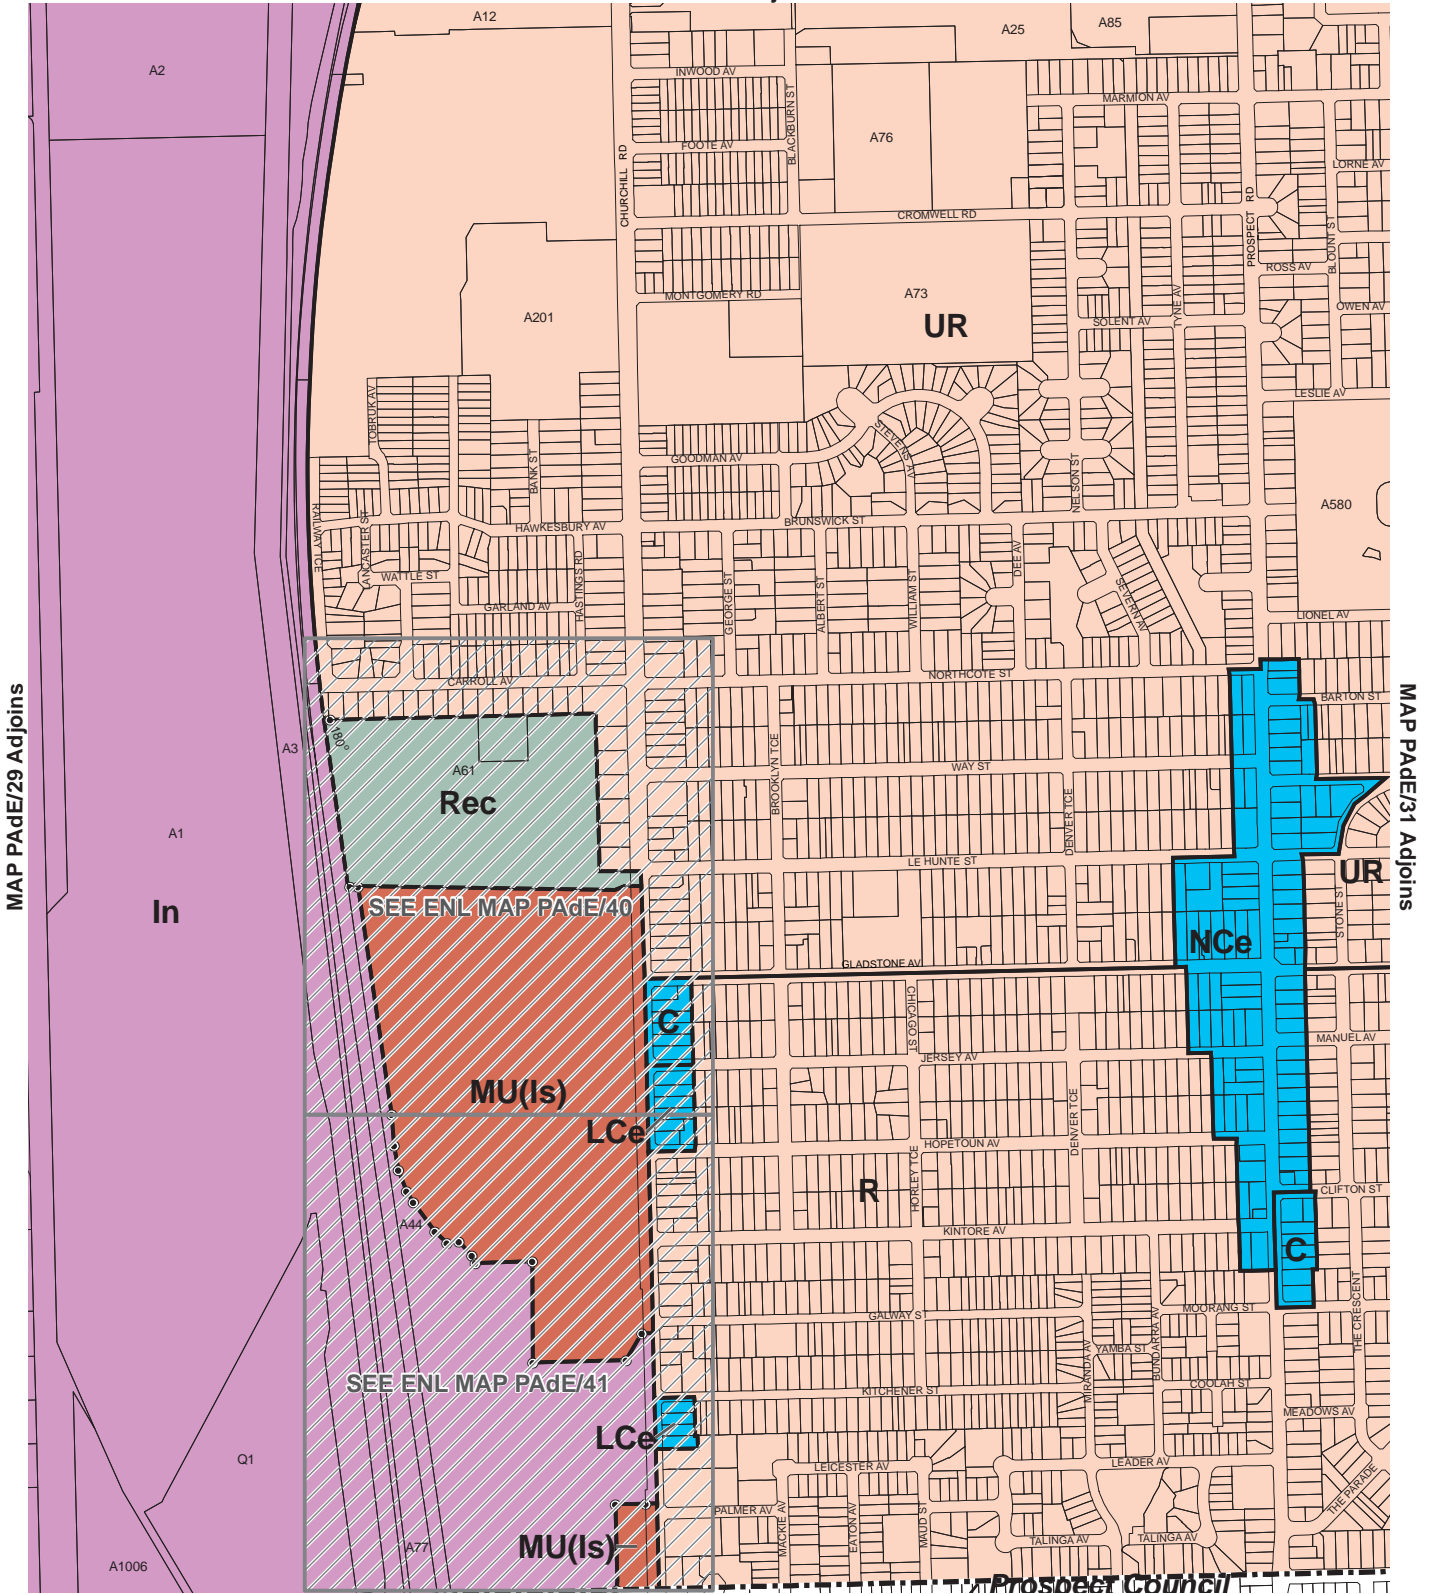 A12
A25
A85
A2
INWOOD AV
MARMION AV
BLACKBURN ST
A76
FOOTE AV
LORNE AV
CHURCHILL RD
PROSPECT RD
CROMWELL RD
BLOUNT ST
ROSS AV
A73
MONTGOMERY RD
OWEN AV
A201
UR
SOLENT AV
TYNE AV
LESLIE AV
TOBRUK AV
STEVENS AV
GOODMAN AV
BANK ST
NELSON ST
A580
BRUNSWICK ST
HAWKESBURY AV
RAILWAY TCE
LANCASTER ST
WATTLE ST
HASTINGS RD
GEORGE ST
ALBERT ST
WILLIAM ST
DEE AV
SEVERN AV
GARLAND AV
LIONEL AV
CARROLL AV
NORTHCOTE ST
BARTON ST
MAP PAdE/29 Adjoins
MAP PAdE/31 Adjoins
180°
A3
A61
Rec
BROOKLYN TCE
WAY ST
DENVER TCE
A1
LE HUNTE ST
UR
STONE ST
SEE ENL MAP PAdE/40
In
NCe
GLADSTONE AV
C
CHICAGO ST
MANUEL AV
JERSEY AV
MU(Is)
DENVER TCE
LCe
HOPETOUN AV
R
HORLEY TCE
CLIFTON ST
A44
KINTORE AV
C
MOORANG ST
GALWAY ST
THE CRESCENT
MIRANDA AV
YAMBA ST
BUNDARRA AV
SEE ENL MAP PAdE/41
KITCHENER ST
COOLAH ST
MEADOWS AV
LCe
Q1
LEICESTER AV
LEADER AV
THE PARADE
PALMER AV
MACKIE AV
EATON AV
MAUD ST
TALINGA AV
TALINGA AV
MU(Is)
A77
A1006
Prospect Council